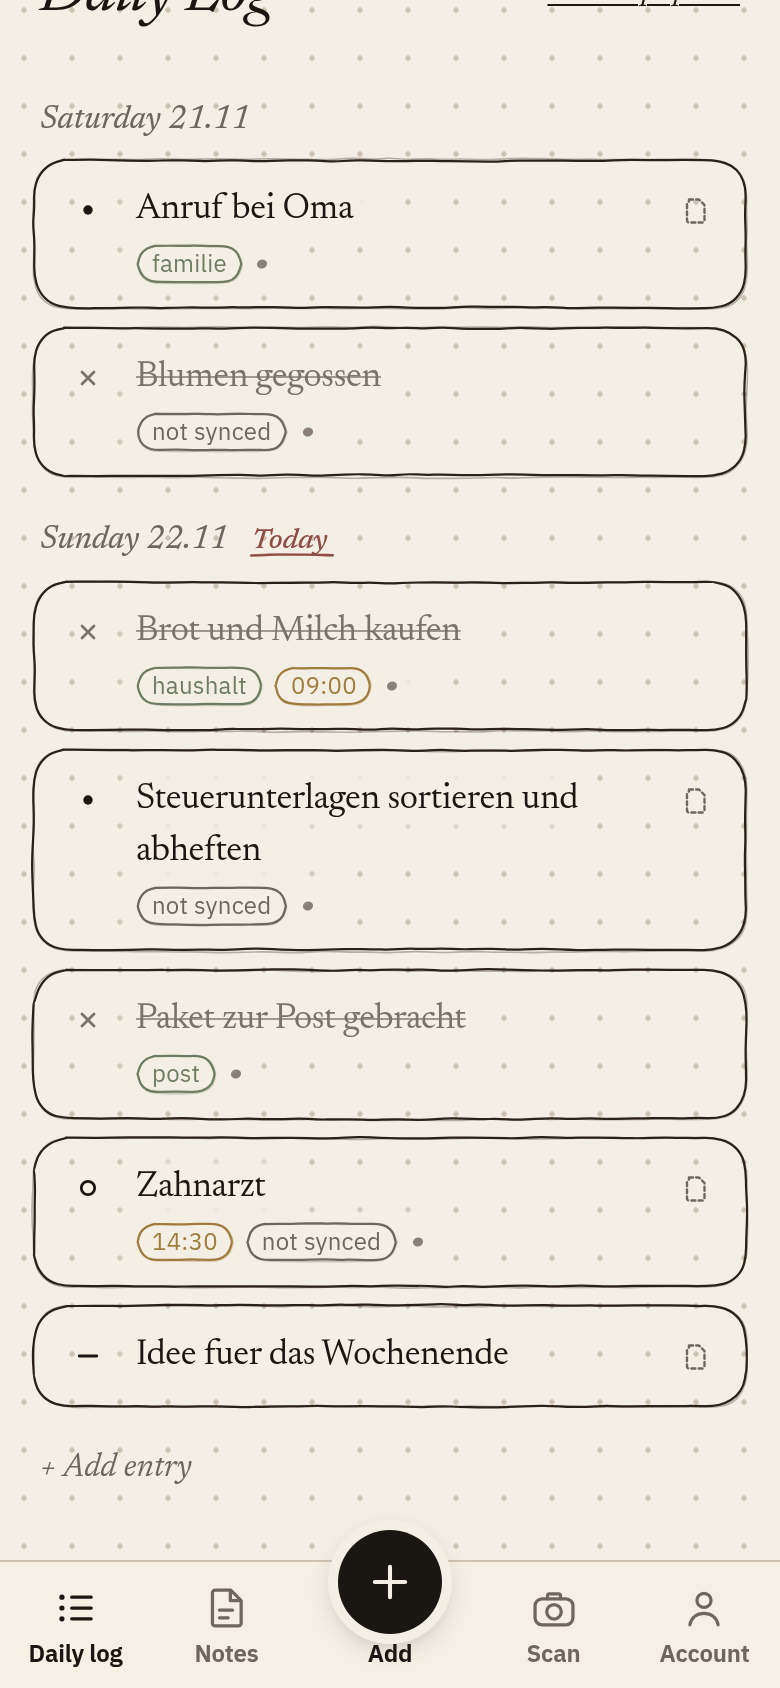 Daily Log
Saturday 21.11
• Anruf bei Oma
familie •
× Blumen gegossen
not synced •
Sunday 22.11 Today
× Brot und Milch kaufen
haushalt 09:00 •
• Steuerunterlagen sortieren und
abheften
not synced •
× Paket zur Post gebracht
post •
○ Zahnarzt
14:30 not synced •
– Idee fuer das Wochenende
+ Add entry
Daily log Notes Add Scan Account